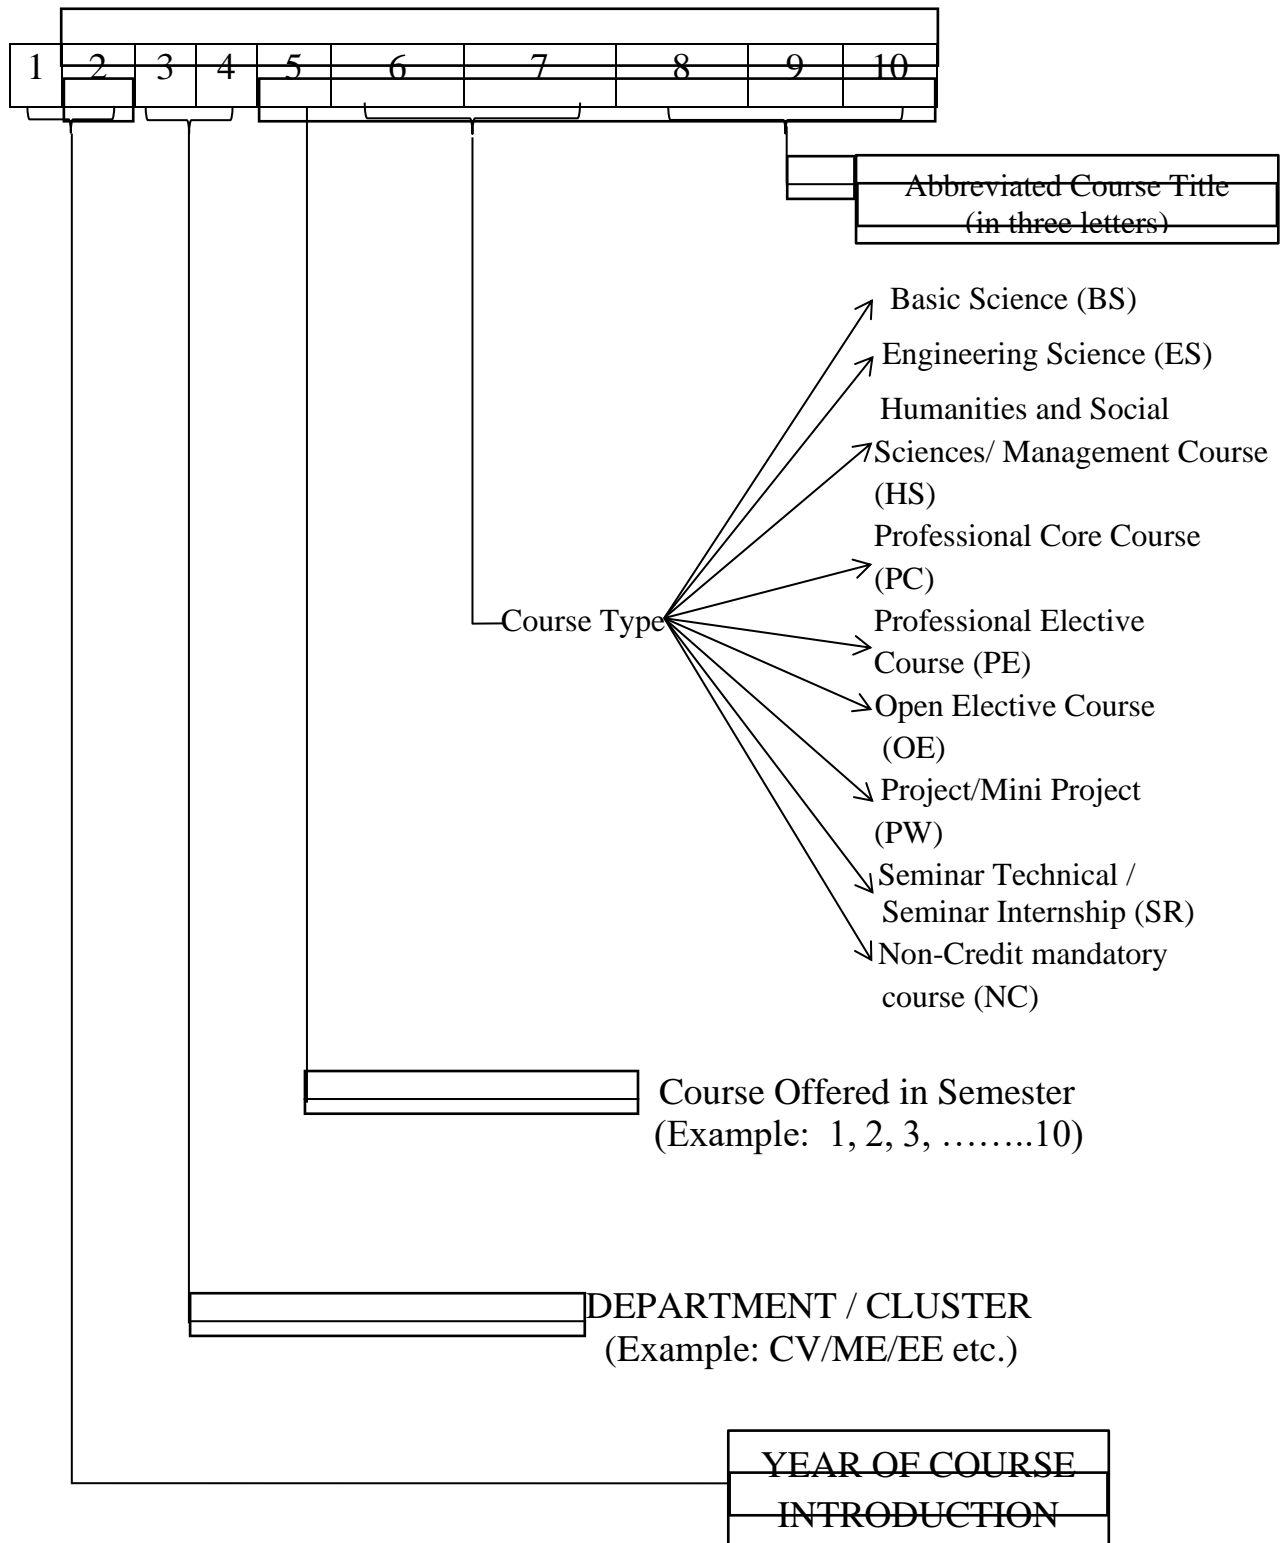 1 2 3 4 5 6 7 8 9 10
Abbreviated Course Title
(in three letters)
Basic Science (BS)
Engineering Science (ES)
Humanities and Social
Sciences/ Management Course
(HS)
Professional Core Course
(PC)
Course Type
Professional Elective
Course (PE)
Open Elective Course
(OE)
Project/Mini Project
(PW)
Seminar Technical /
Seminar Internship (SR)
Non-Credit mandatory
course (NC)
Course Offered in Semester
(Example: 1, 2, 3, ……..10)
DEPARTMENT / CLUSTER
(Example: CV/ME/EE etc.)
YEAR OF COURSE
INTRODUCTION